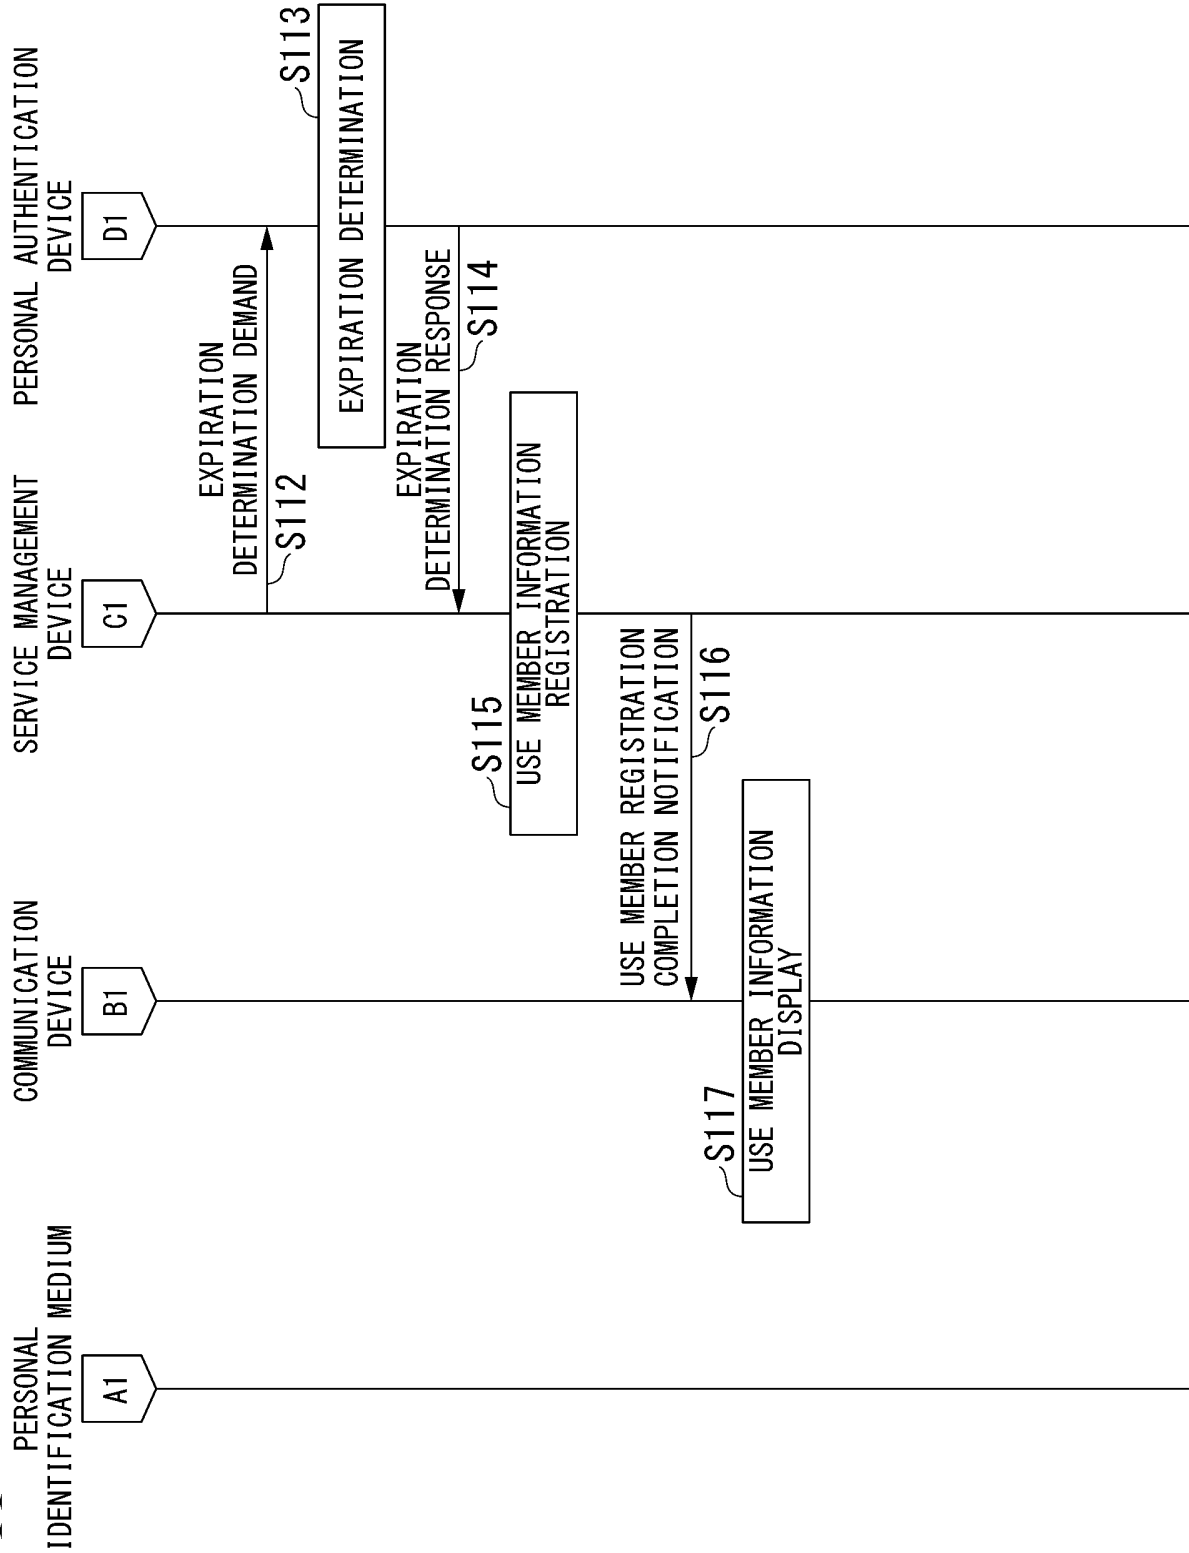 PERSONAL
IDENTIFICATION MEDIUM
A1
COMMUNICATION
DEVICE
B1
SERVICE MANAGEMENT
DEVICE
C1
PERSONAL AUTHENTICATION
DEVICE
D1
EXPIRATION
DETERMINATION DEMAND
S112
S113
EXPIRATION DETERMINATION
EXPIRATION
DETERMINATION RESPONSE
S114
S115
USE MEMBER INFORMATION
REGISTRATION
USE MEMBER REGISTRATION
COMPLETION NOTIFICATION
S116
S117
USE MEMBER INFORMATION
DISPLAY